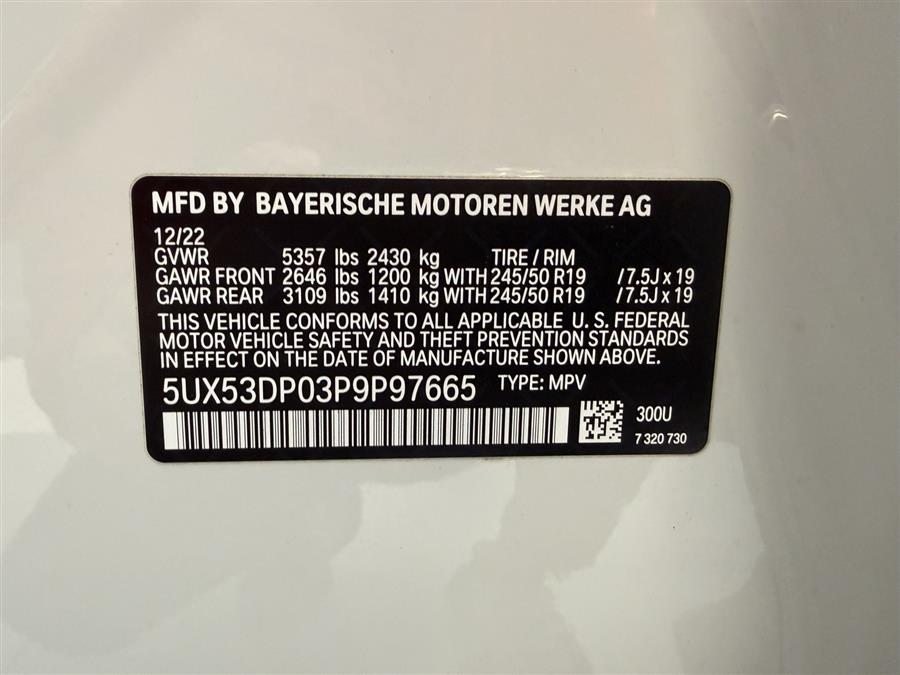 MFD BY BAYERISCHE MOTOREN WERKE AG
12/22
GVWR 5357 lbs 2430 kg TIRE / RIM
GAWR FRONT 2646 lbs 1200 kg WITH 245/50 R19 / 7.5J x 19
GAWR REAR 3109 lbs 1410 kg WITH 245/50 R19 / 7.5J x 19
THIS VEHICLE CONFORMS TO ALL APPLICABLE U. S. FEDERAL
MOTOR VEHICLE SAFETY AND THEFT PREVENTION STANDARDS
IN EFFECT ON THE DATE OF MANUFACTURE SHOWN ABOVE.
5UX53DP03P9P97665 TYPE: MPV
300U
7 320 730